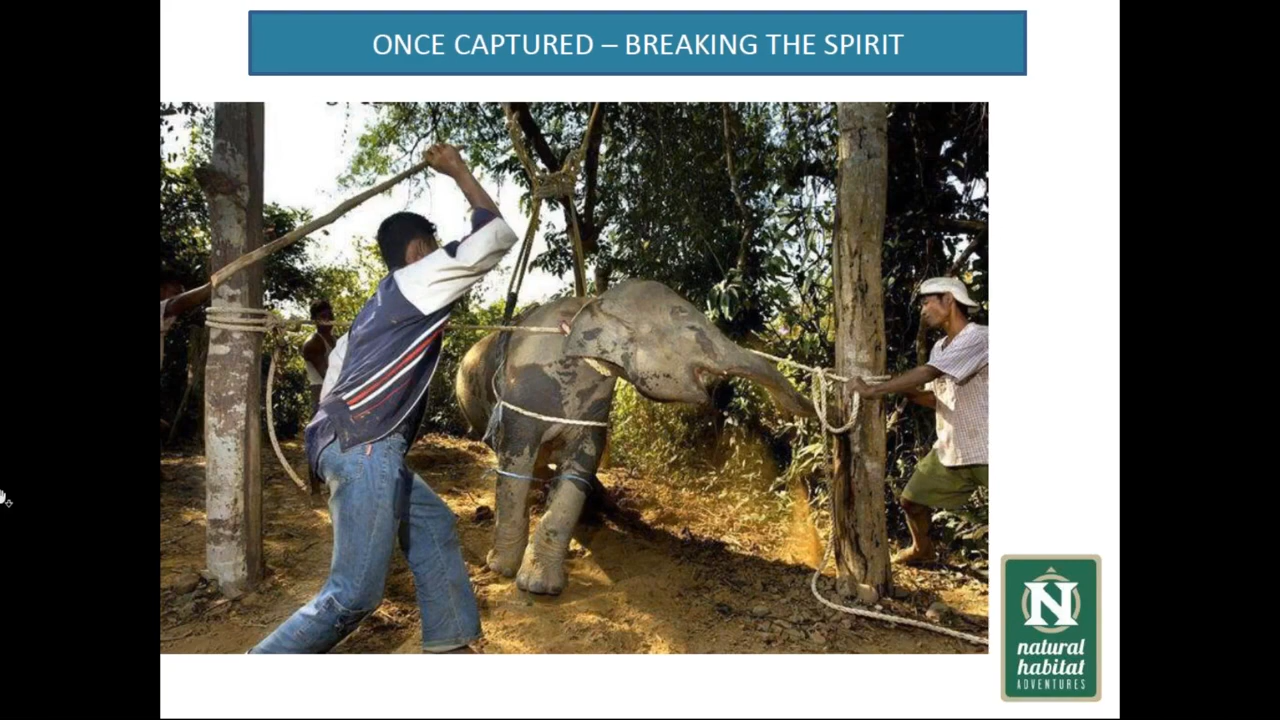 ONCE CAPTURED – BREAKING THE SPIRIT
N
natural
habitat
ADVENTURES